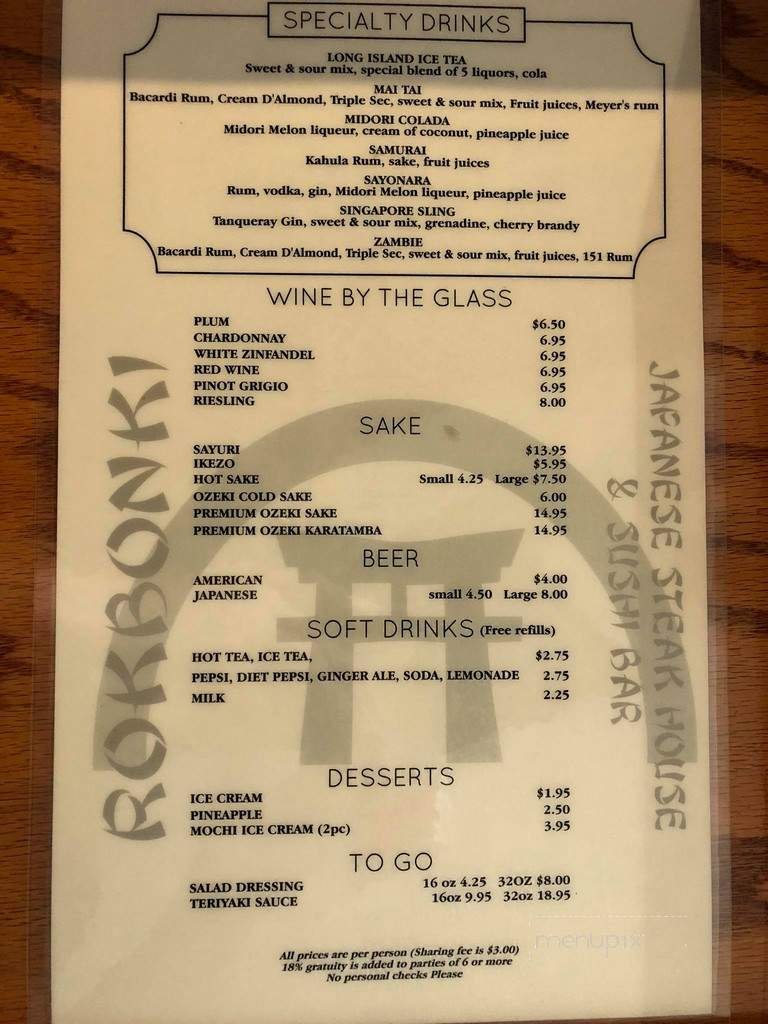 SPECIALTY DRINKS
LONG ISLAND ICE TEA
Sweet & sour mix, special blend of 5 liquors, cola
MAI TAI
Bacardi Rum, Cream D'Almond, Triple Sec, sweet & sour mix, Fruit juices, Meyer's rum
MIDORI COLADA
Midori Melon liqueur, cream of coconut, pineapple juice
SAMURAI
Kahula Rum, sake, fruit juices
SAYONARA
Rum, vodka, gin, Midori Melon liqueur, pineapple juice
SINGAPORE SLING
Tanqueray Gin, sweet & sour mix, grenadine, cherry brandy
ZAMBIE
Bacardi Rum, Cream D'Almond, Triple Sec, sweet & sour mix, fruit juices, 151 Rum
WINE BY THE GLASS
PLUM $6.50
CHARDONNAY 6.95
WHITE ZINFANDEL 6.95
RED WINE 6.95
PINOT GRIGIO 6.95
RIESLING 8.00
SAKE
SAYURI $13.95
IKEZO $5.95
HOT SAKE Small 4.25 Large $7.50
OZEKI COLD SAKE 6.00
PREMIUM OZEKI SAKE 14.95
PREMIUM OZEKI KARATAMBA 14.95
BEER
AMERICAN $4.00
JAPANESE small 4.50 Large 8.00
SOFT DRINKS (Free refills)
HOT TEA, ICE TEA, $2.75
PEPSI, DIET PEPSI, GINGER ALE, SODA, LEMONADE 2.75
MILK 2.25
DESSERTS
ICE CREAM $1.95
PINEAPPLE 2.50
MOCHI ICE CREAM (2pc) 3.95
TO GO
SALAD DRESSING 16 oz 4.25 32OZ $8.00
TERIYAKI SAUCE 16oz 9.95 32oz 18.95
All prices are per person (Sharing fee is $3.00)
18% gratuity is added to parties of 6 or more
No personal checks Please
ROKBONKI
JAPANESE STEAK HOUSE
& SUSHI BAR
menupix